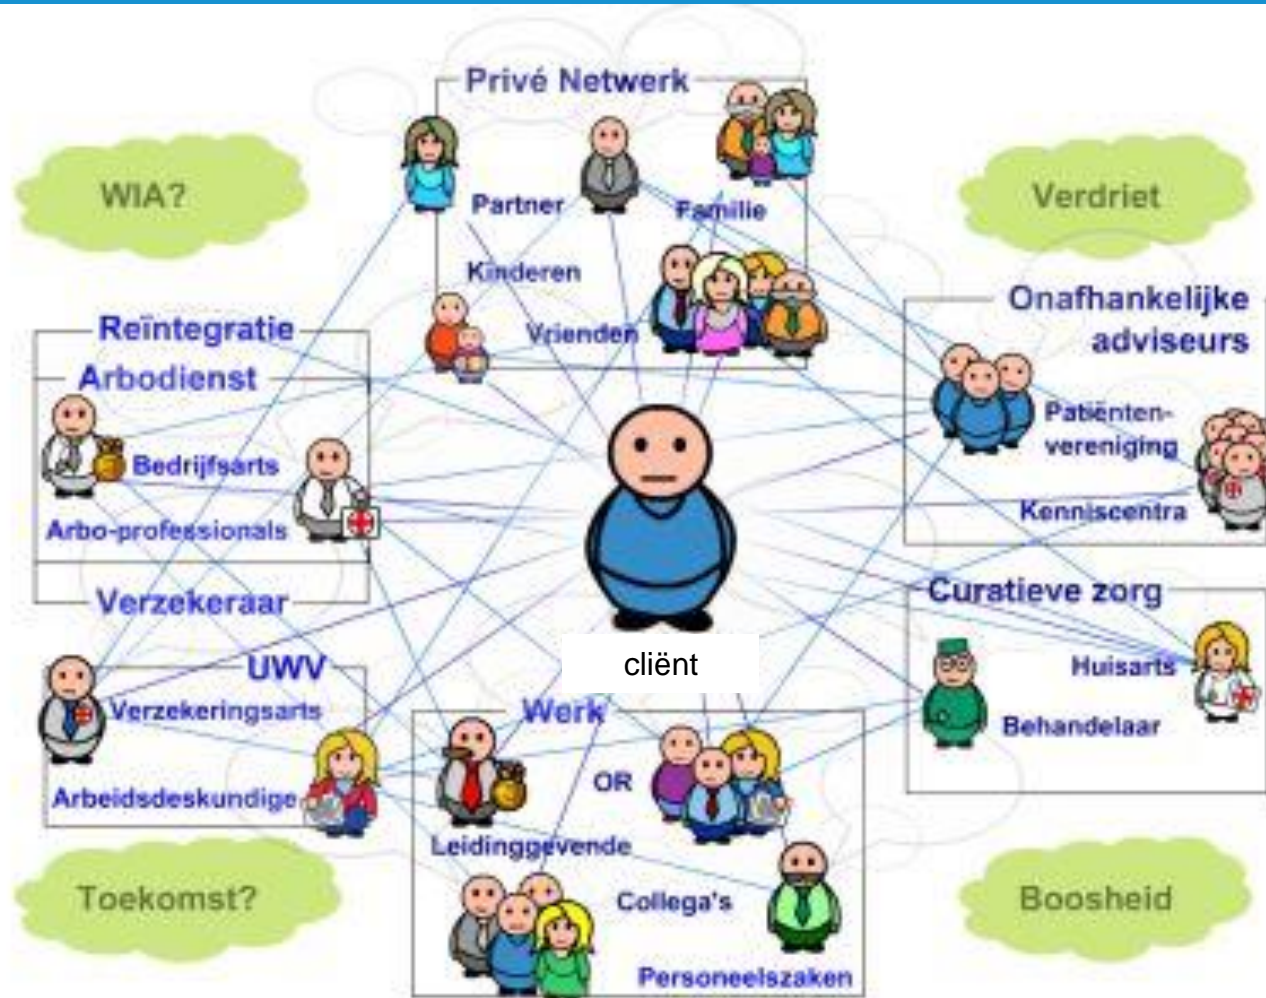 Privé Netwerk
WIA?
Verdriet
Partner
Familie
Kinderen
Vrienden
Reïntegratie
Arbodienst
Bedrijfsarts
Arbo-professionals
Verzekeraar
Onafhankelijke
adviseurs
Patiënten-
vereniging
Kenniscentra
cliënt
UWV
Verzekeringsarts
Arbeidsdeskundige
Curatieve zorg
Huisarts
Behandelaar
Werk
OR
Leidinggevende
Collega's
Personeelszaken
Toekomst?
Boosheid